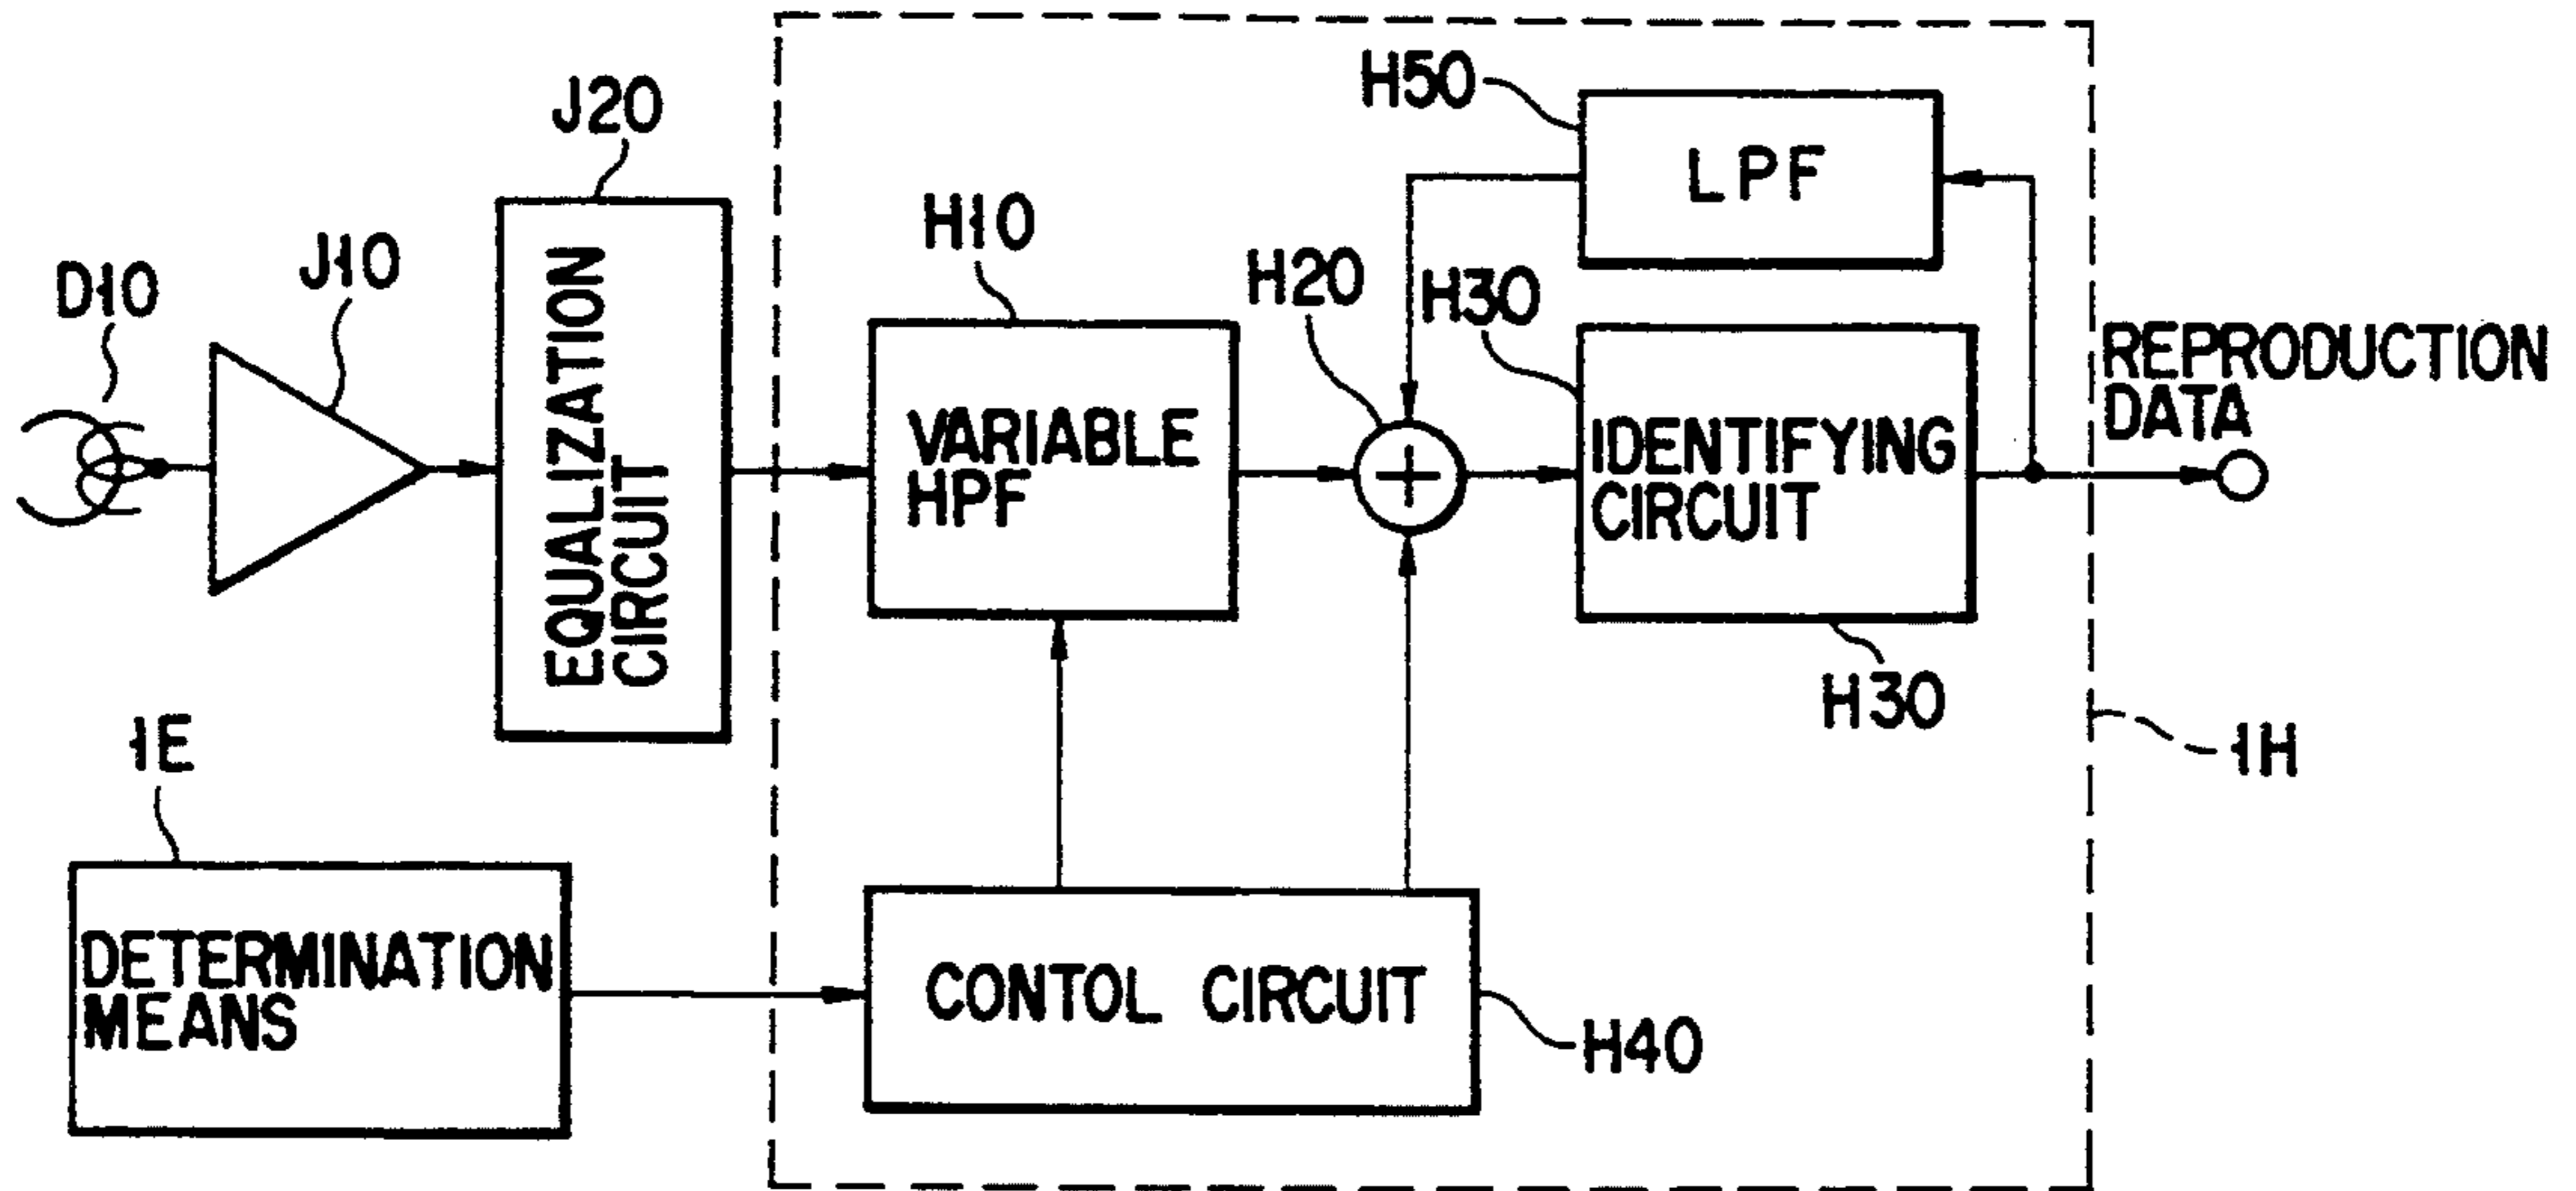 H50
J20
LPF
H10
J10
H20
H30
D10
REPRODUCTION
DATA
EQUALIZATION
CIRCUIT
VARIABLE
HPF
IDENTIFYING
CIRCUIT
H30
1E
1H
DETERMINATION
MEANS
CONTOL CIRCUIT
H40